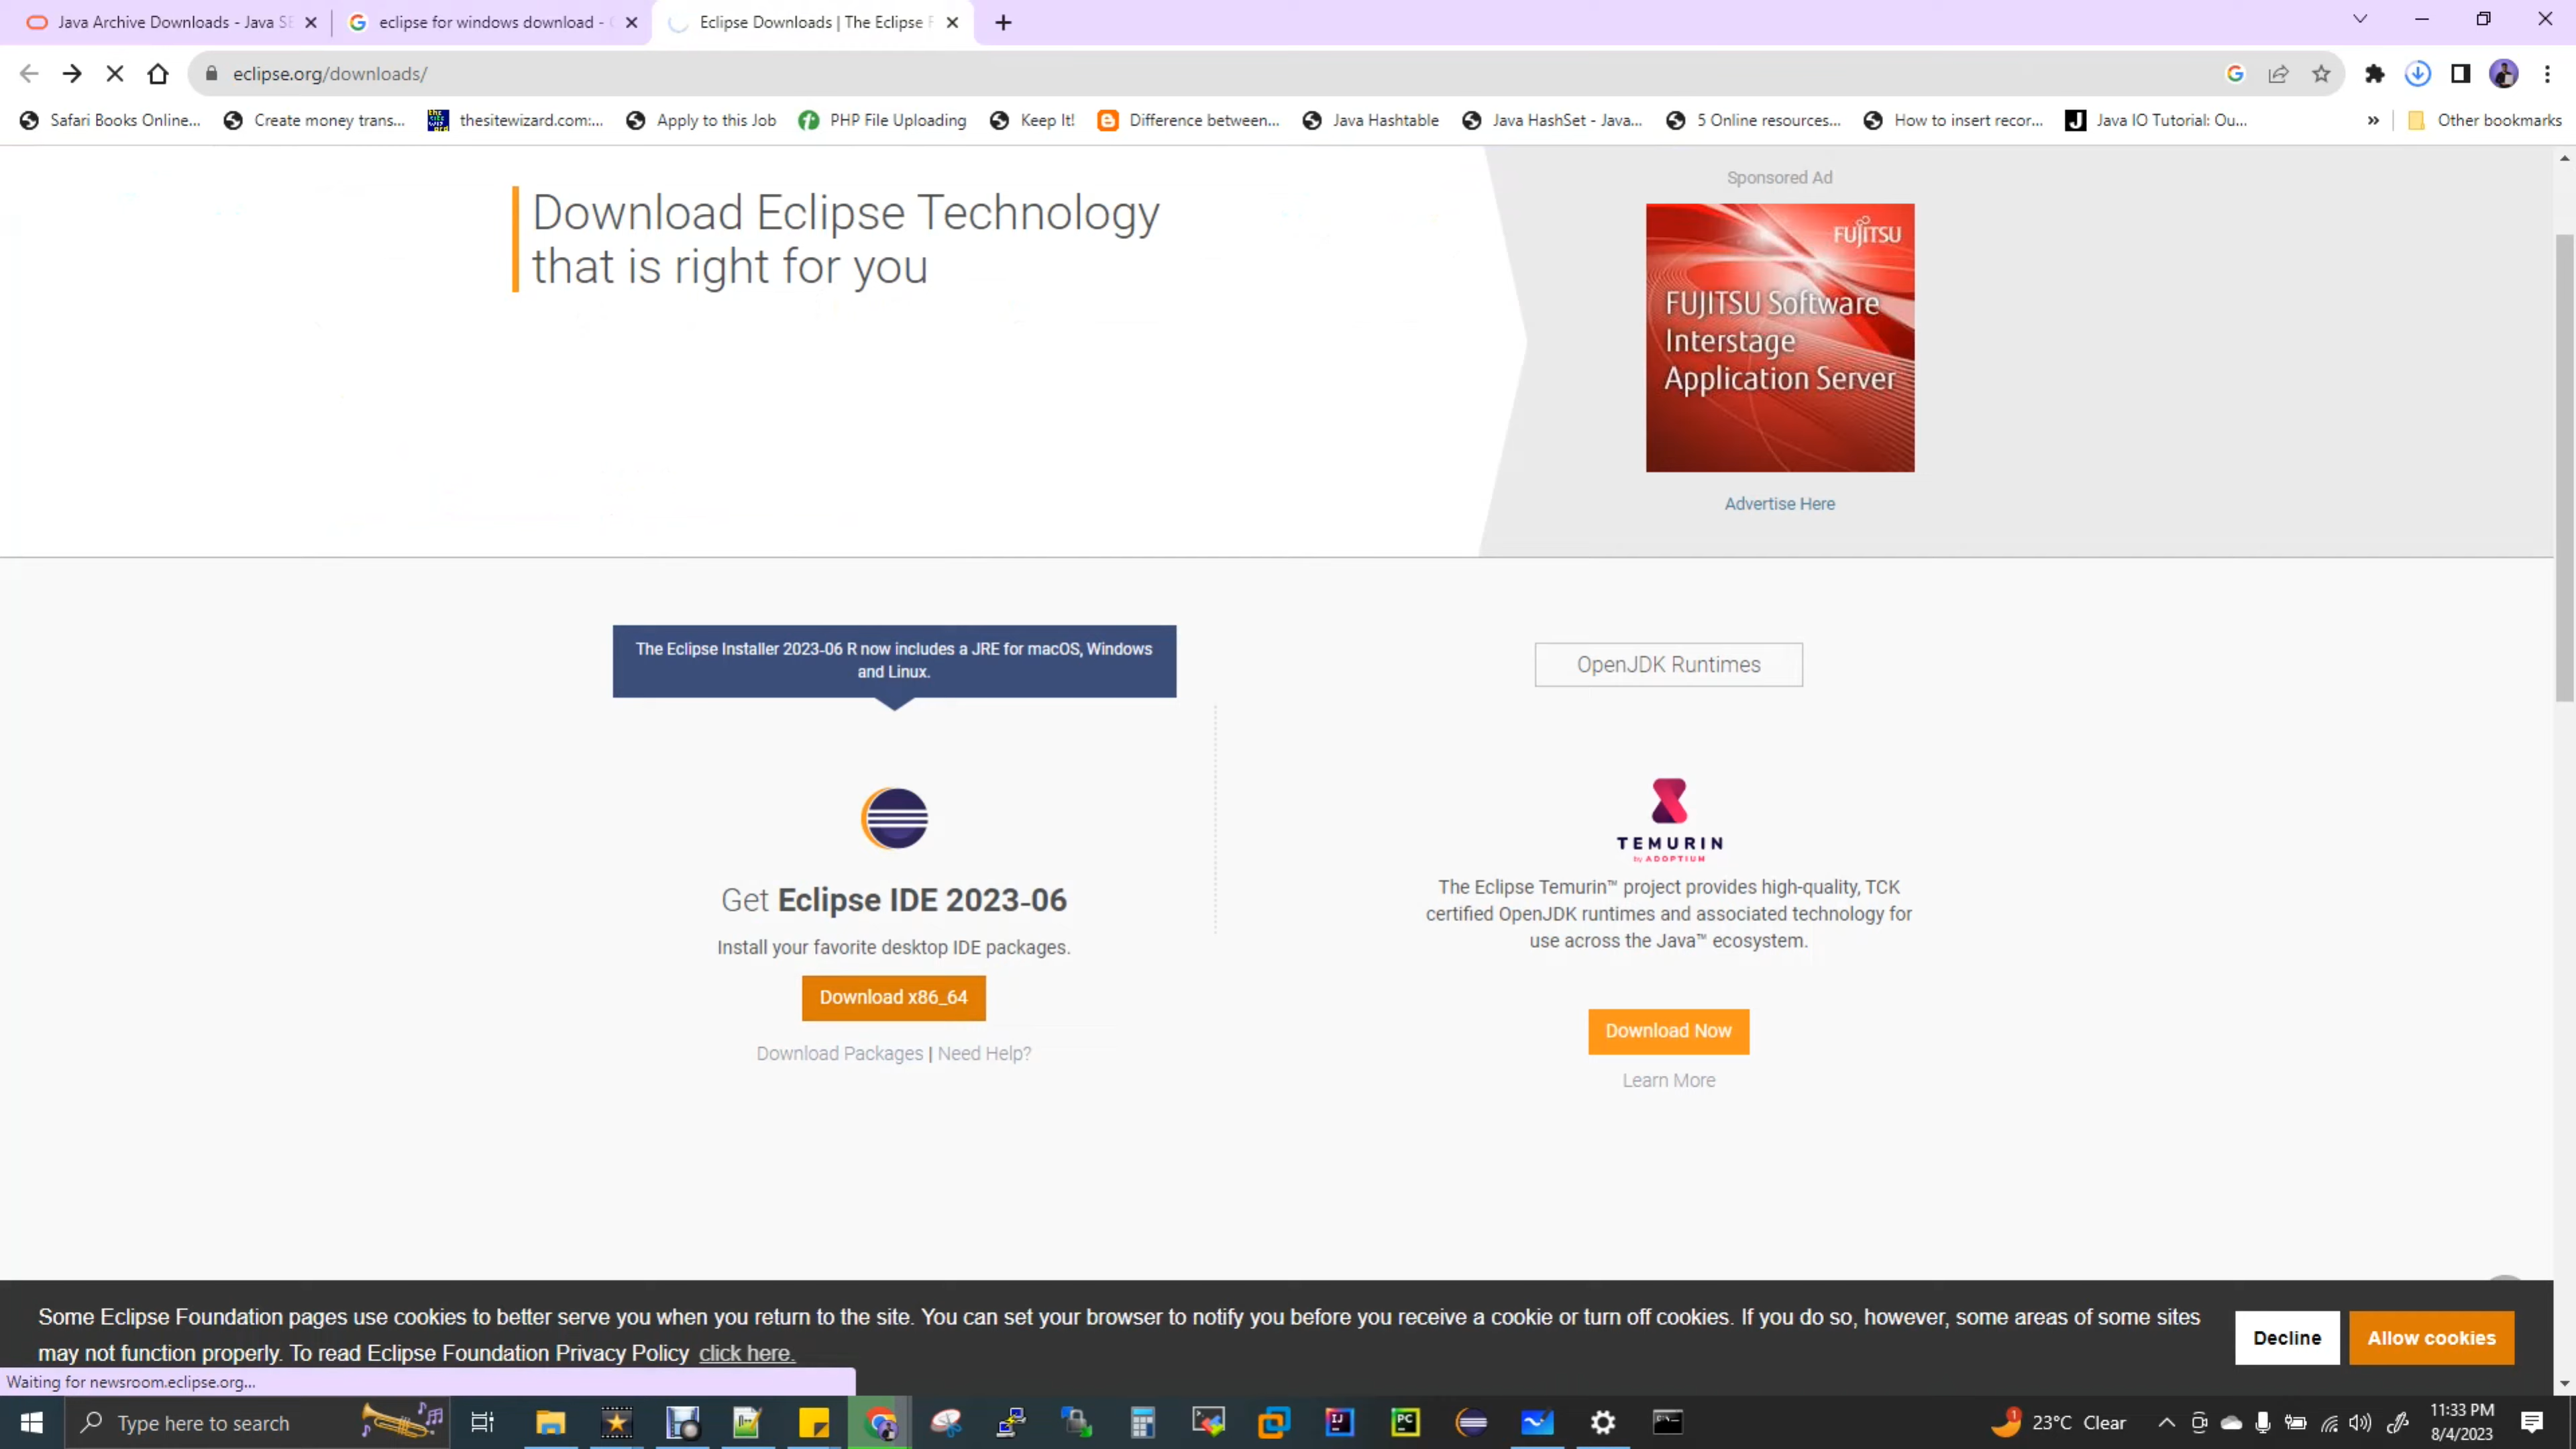 Java Archive Downloads - Java SE
eclipse for windows download -
Eclipse Downloads | The Eclipse F
eclipse.org/downloads/
Safari Books Online...
Create money trans...
thesitewizard.com:...
Apply to this Job
PHP File Uploading
Keep It!
Difference between...
Java Hashtable
Java HashSet - Java...
5 Online resources...
How to insert recor...
Java IO Tutorial: Ou...
»
Other bookmarks
Download Eclipse Technology
that is right for you
Sponsored Ad
FUJITSU
FUJITSU Software
Interstage
Application Server
Advertise Here
The Eclipse Installer 2023-06 R now includes a JRE for macOS, Windows
and Linux.
Get Eclipse IDE 2023-06
Install your favorite desktop IDE packages.
Download x86_64
Download Packages | Need Help?
OpenJDK Runtimes
TEMURIN
by ADOPTIUM
The Eclipse Temurin™ project provides high-quality, TCK
certified OpenJDK runtimes and associated technology for
use across the Java™ ecosystem.
Download Now
Learn More
Some Eclipse Foundation pages use cookies to better serve you when you return to the site. You can set your browser to notify you before you receive a cookie or turn off cookies. If you do so, however, some areas of some sites
may not function properly. To read Eclipse Foundation Privacy Policy click here.
Decline
Allow cookies
Waiting for newsroom.eclipse.org...
Type here to search
23°C Clear
11:33 PM
8/4/2023